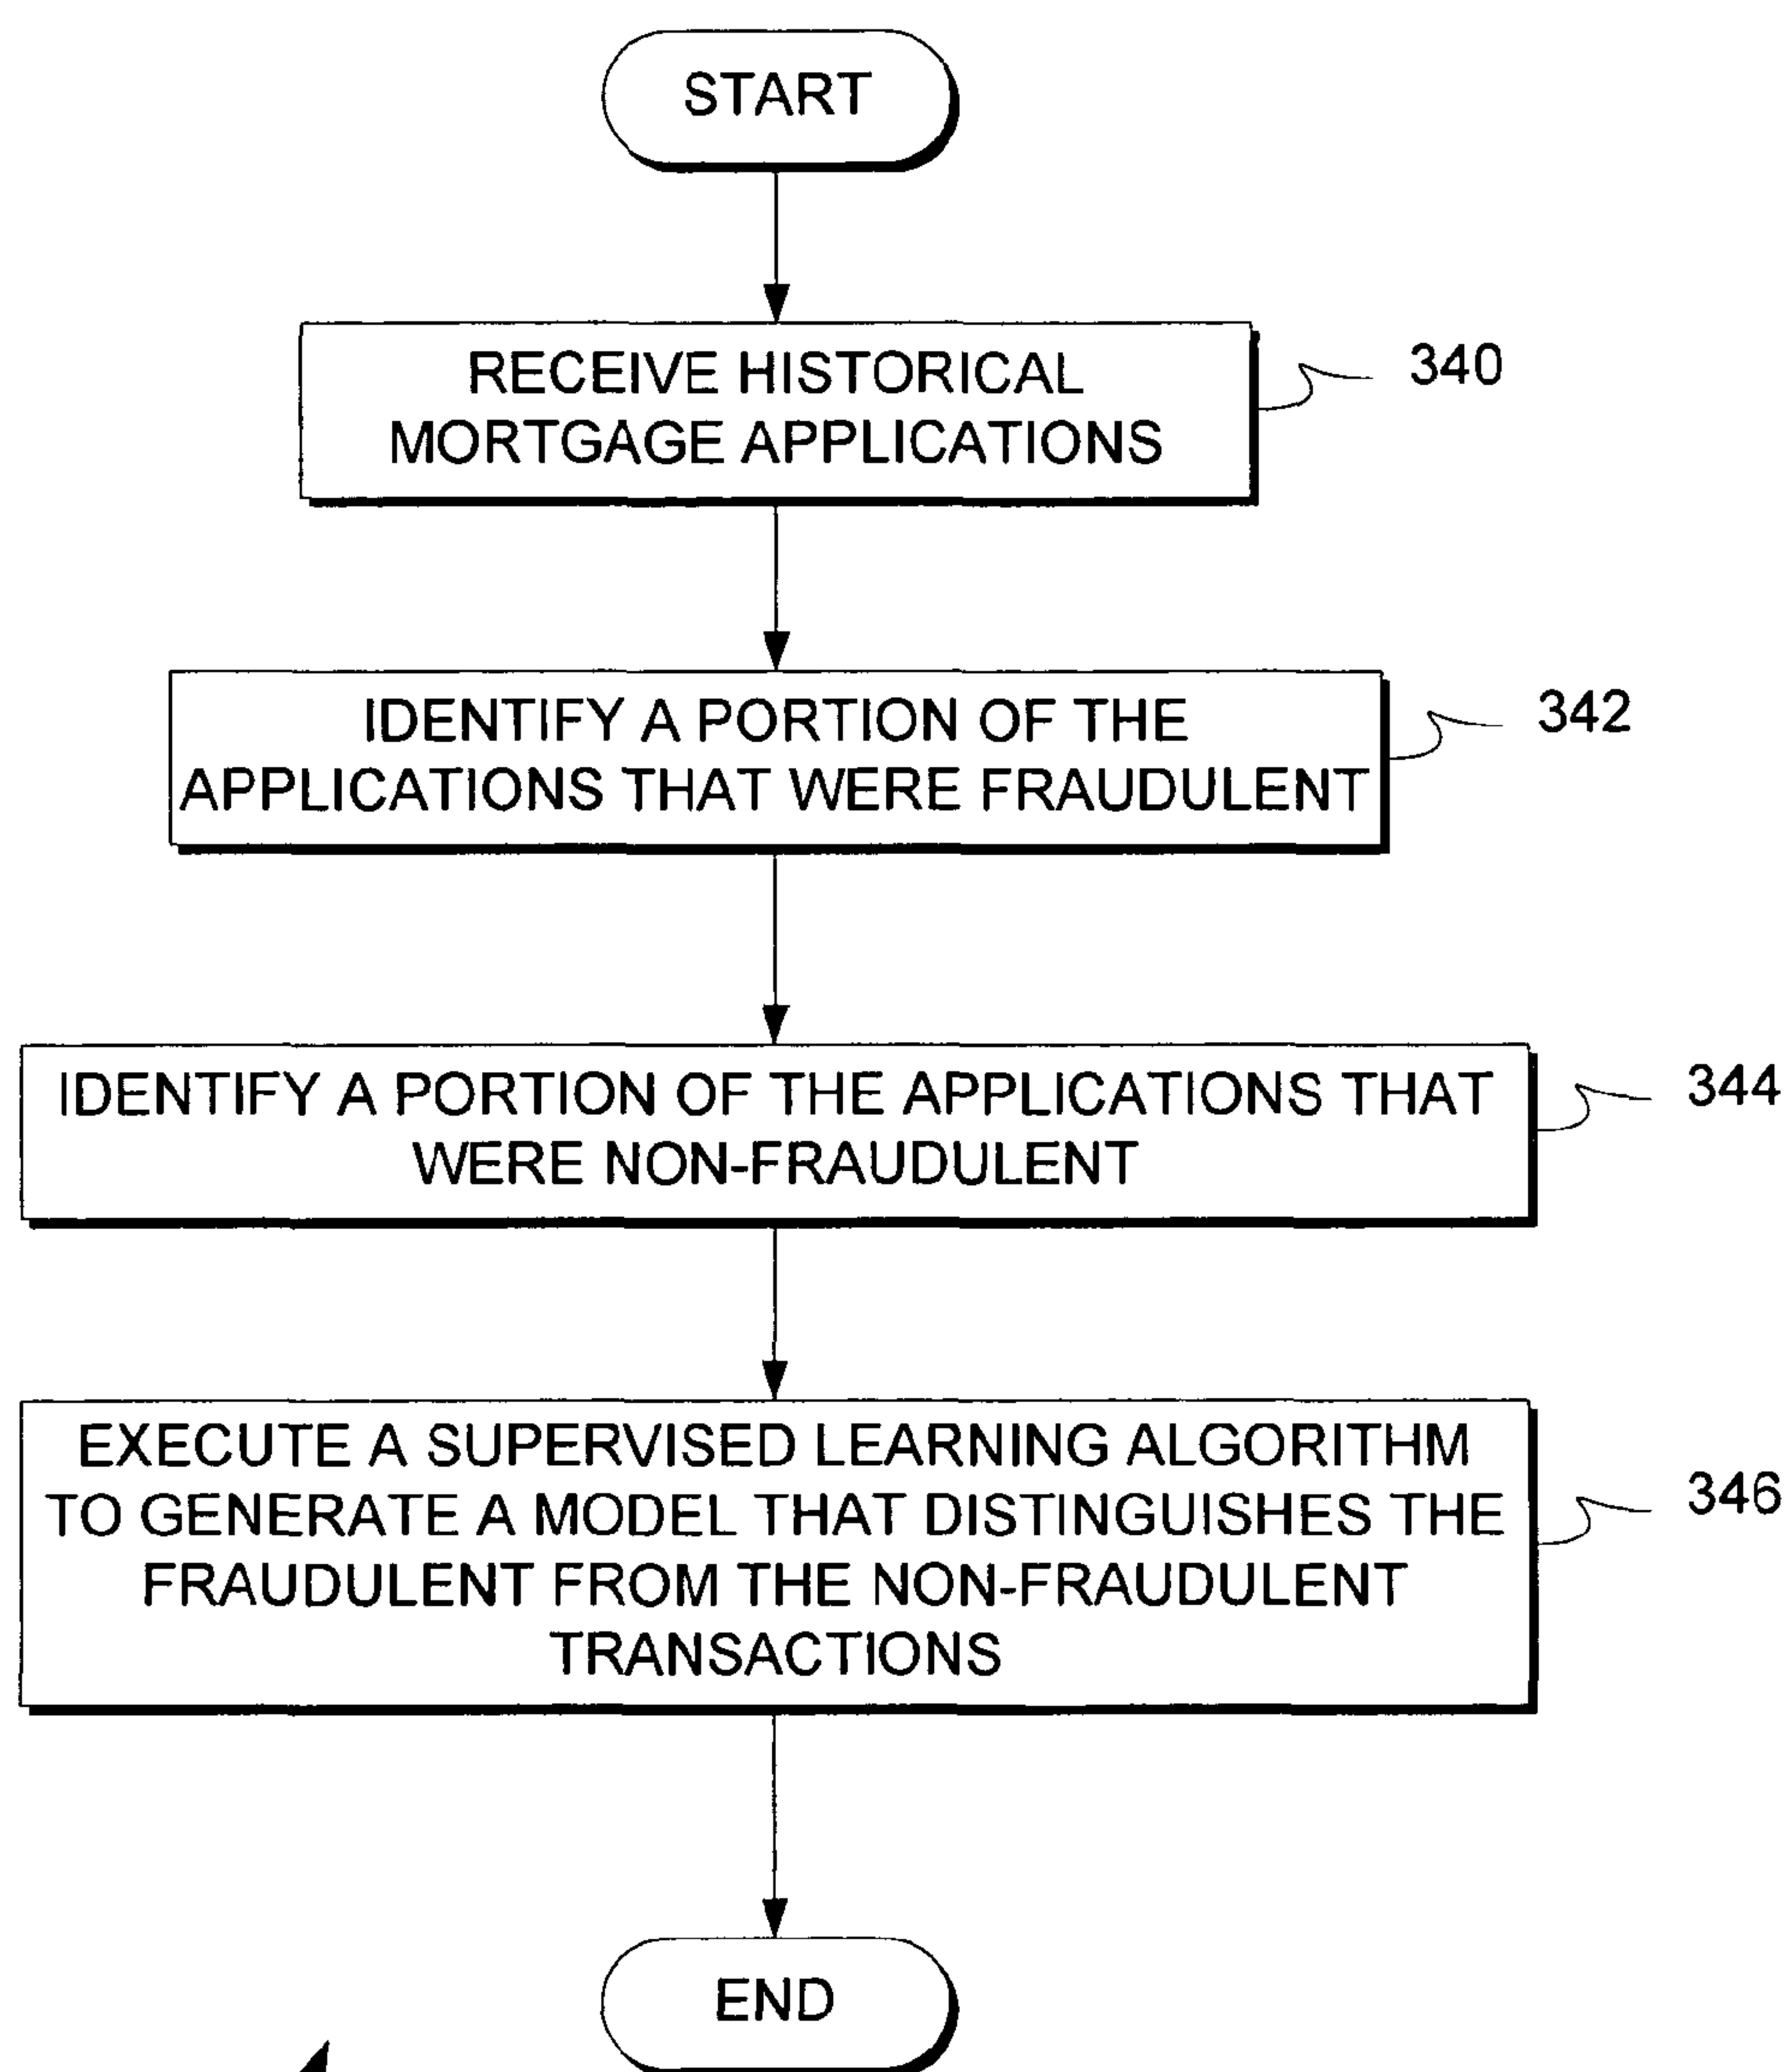 START
RECEIVE HISTORICAL
MORTGAGE APPLICATIONS
340
IDENTIFY A PORTION OF THE
APPLICATIONS THAT WERE FRAUDULENT
342
IDENTIFY A PORTION OF THE APPLICATIONS THAT
WERE NON-FRAUDULENT
344
EXECUTE A SUPERVISED LEARNING ALGORITHM
TO GENERATE A MODEL THAT DISTINGUISHES THE
FRAUDULENT FROM THE NON-FRAUDULENT
TRANSACTIONS
346
END